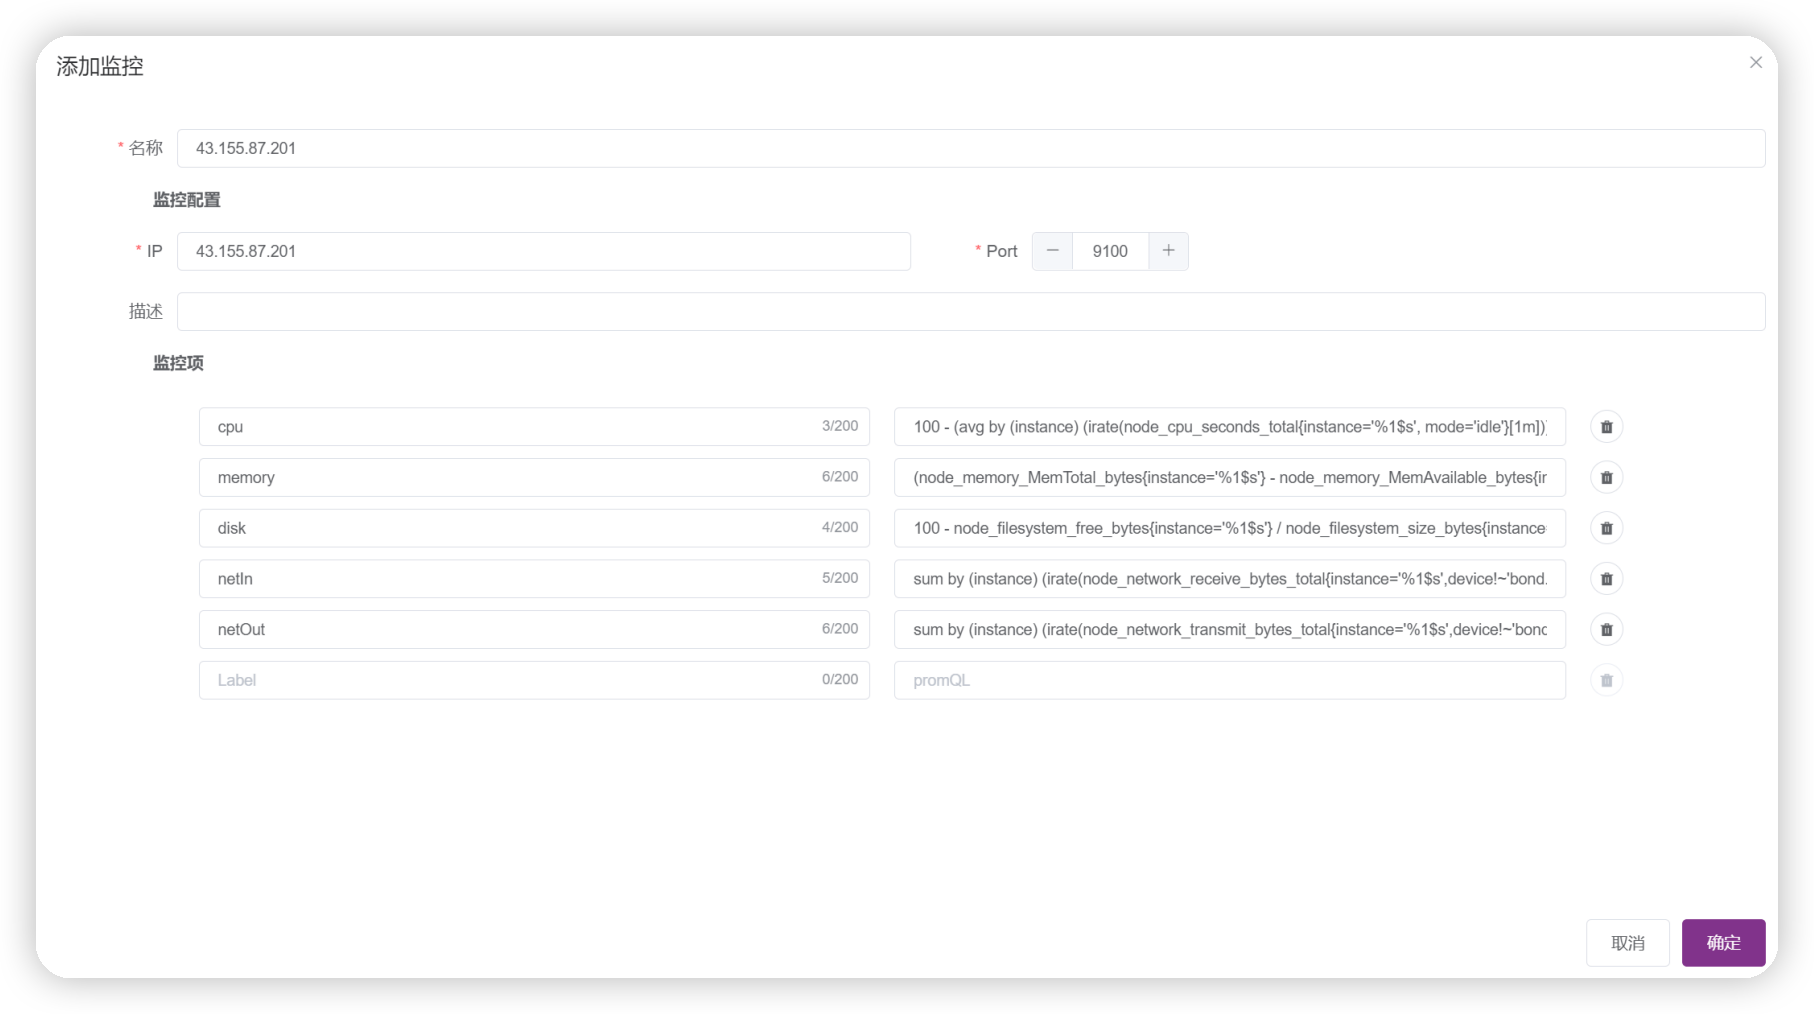 添加监控
* 名称 43.155.87.201
监控配置
* IP 43.155.87.201 * Port 9100
描述
监控项
cpu 3/200 100 - (avg by (instance) (irate(node_cpu_seconds_total{instance='%1$s', mode='idle'}[1m])]
memory 6/200 (node_memory_MemTotal_bytes{instance='%1$s'} - node_memory_MemAvailable_bytes{ir
disk 4/200 100 - node_filesystem_free_bytes{instance='%1$s'} / node_filesystem_size_bytes{instance
netIn 5/200 sum by (instance) (irate(node_network_receive_bytes_total{instance='%1$s',device!~'bond.
netOut 6/200 sum by (instance) (irate(node_network_transmit_bytes_total{instance='%1$s',device!~'bond
Label 0/200 promQL
取消 确定